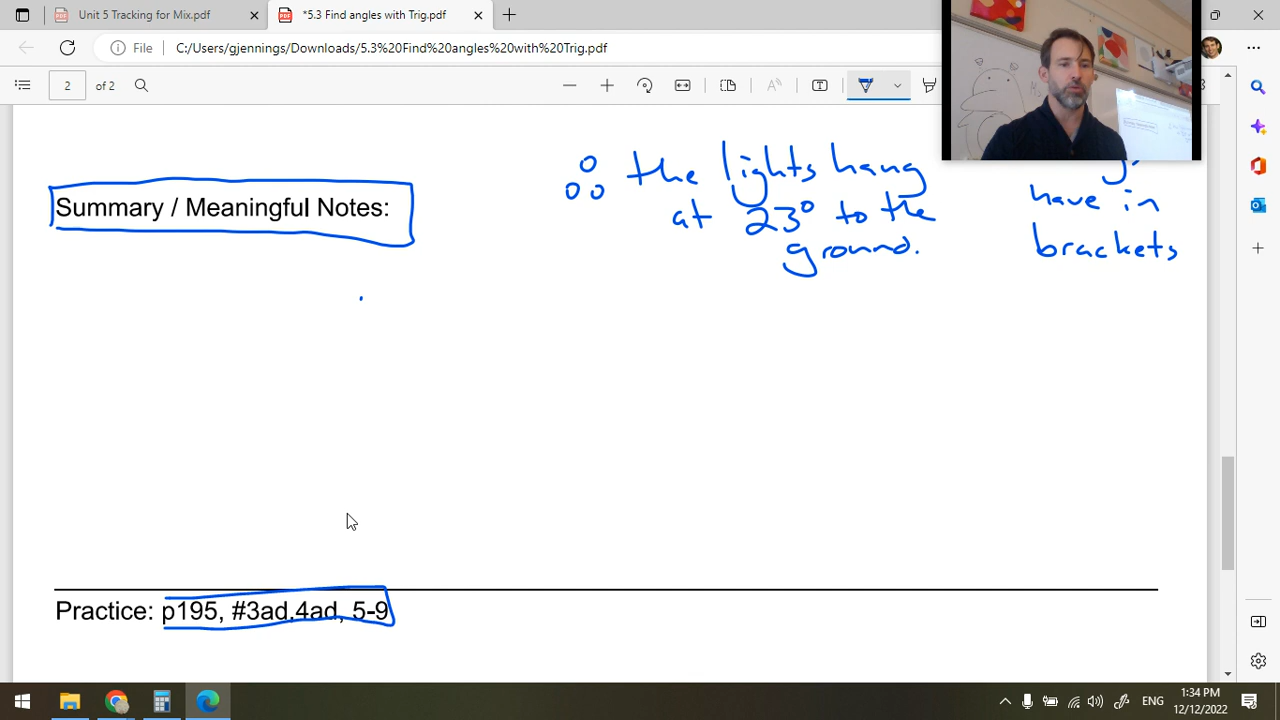 Unit 5 Tracking for Mix.pdf
*5.3 Find angles with Trig.pdf
File
C:/Users/gjennings/Downloads/5.3%20Find%20angles%20with%20Trig.pdf
2 of 2
the lights hang
at 23° to the
ground.
have in
brackets
Summary / Meaningful Notes:
Practice: p195, #3ad,4ad, 5-9
ENG
1:34 PM
12/12/2022